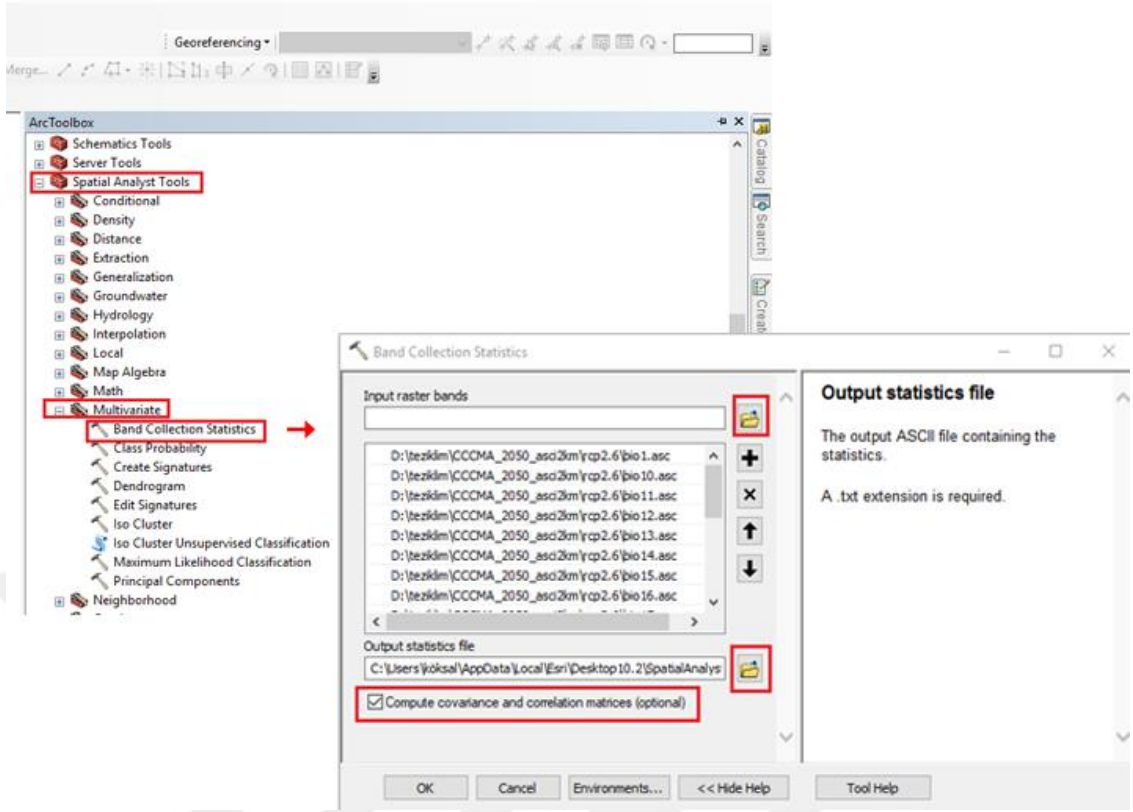 Georeferencing
Merge...
ArcToolbox
Schematics Tools
Server Tools
Spatial Analyst Tools
Conditional
Density
Distance
Extraction
Generalization
Groundwater
Hydrology
Interpolation
Local
Map Algebra
Math
Multivariate
Band Collection Statistics
Class Probability
Create Signatures
Dendrogram
Edit Signatures
Iso Cluster
Iso Cluster Unsupervised Classification
Maximum Likelihood Classification
Principal Components
Neighborhood
Catalog
Search
Band Collection Statistics
Input raster bands
D:\teziklim\CCCMA_2050_asci2km\rcp2.6\bio1.asc
D:\teziklim\CCCMA_2050_asci2km\rcp2.6\bio10.asc
D:\teziklim\CCCMA_2050_asci2km\rcp2.6\bio11.asc
D:\teziklim\CCCMA_2050_asci2km\rcp2.6\bio12.asc
D:\teziklim\CCCMA_2050_asci2km\rcp2.6\bio13.asc
D:\teziklim\CCCMA_2050_asci2km\rcp2.6\bio14.asc
D:\teziklim\CCCMA_2050_asci2km\rcp2.6\bio15.asc
D:\teziklim\CCCMA_2050_asci2km\rcp2.6\bio16.asc
Output statistics file
C:\Users\köksal\AppData\Local\Esri\Desktop10.2\SpatialAnalys
Compute covariance and correlation matrices (optional)
Output statistics file
The output ASCII file containing the
statistics.
A .txt extension is required.
OK
Cancel
Environments...
<< Hide Help
Tool Help